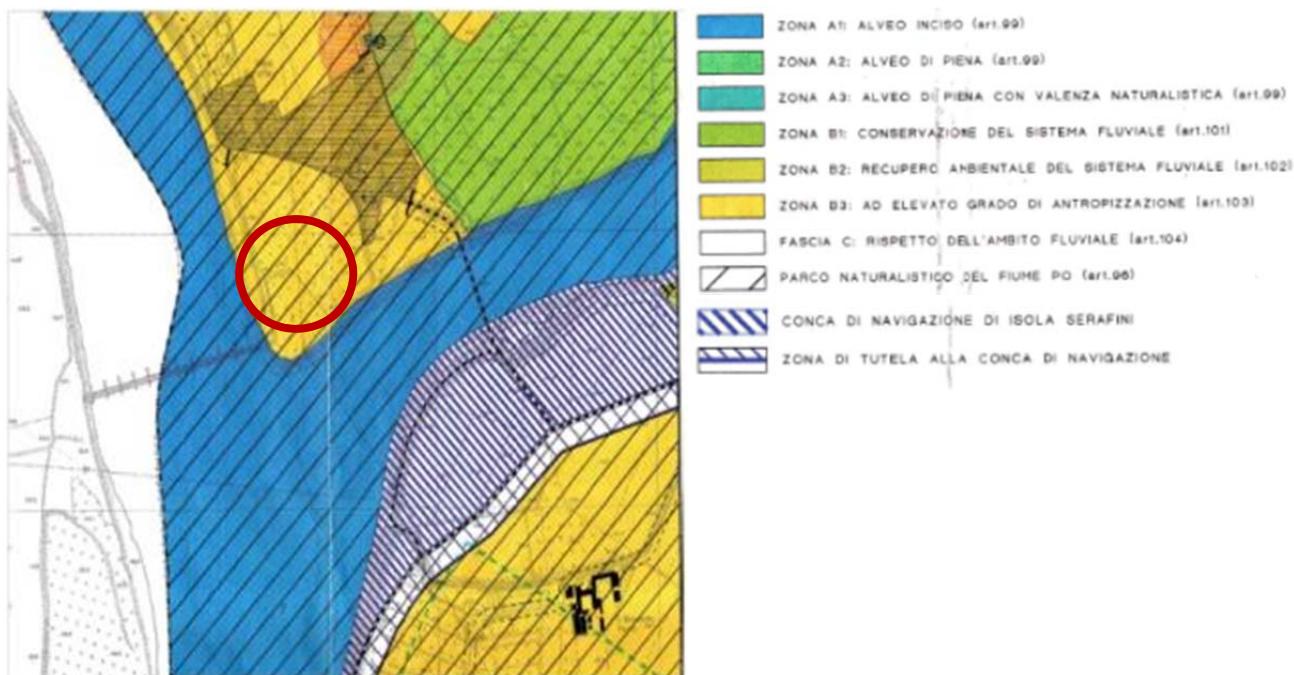 ZONA A1: ALVEO INCISO (art.99)
ZONA A2: ALVEO DI PIENA (art.99)
ZONA A3: ALVEO DI PIENA CON VALENZA NATURALISTICA (art.99)
ZONA B1: CONSERVAZIONE DEL SISTEMA FLUVIALE (art.101)
ZONA B2: RECUPERO AMBIENTALE DEL SISTEMA FLUVIALE (art.102)
ZONA B3: AD ELEVATO GRADO DI ANTROPIZZAZIONE (art.103)
FASCIA C: RISPETTO DELL'AMBITO FLUVIALE (art.104)
PARCO NATURALISTICO DEL FIUME PO (art.96)
CONCA DI NAVIGAZIONE DI ISOLA SERAFINI
ZONA DI TUTELA ALLA CONCA DI NAVIGAZIONE